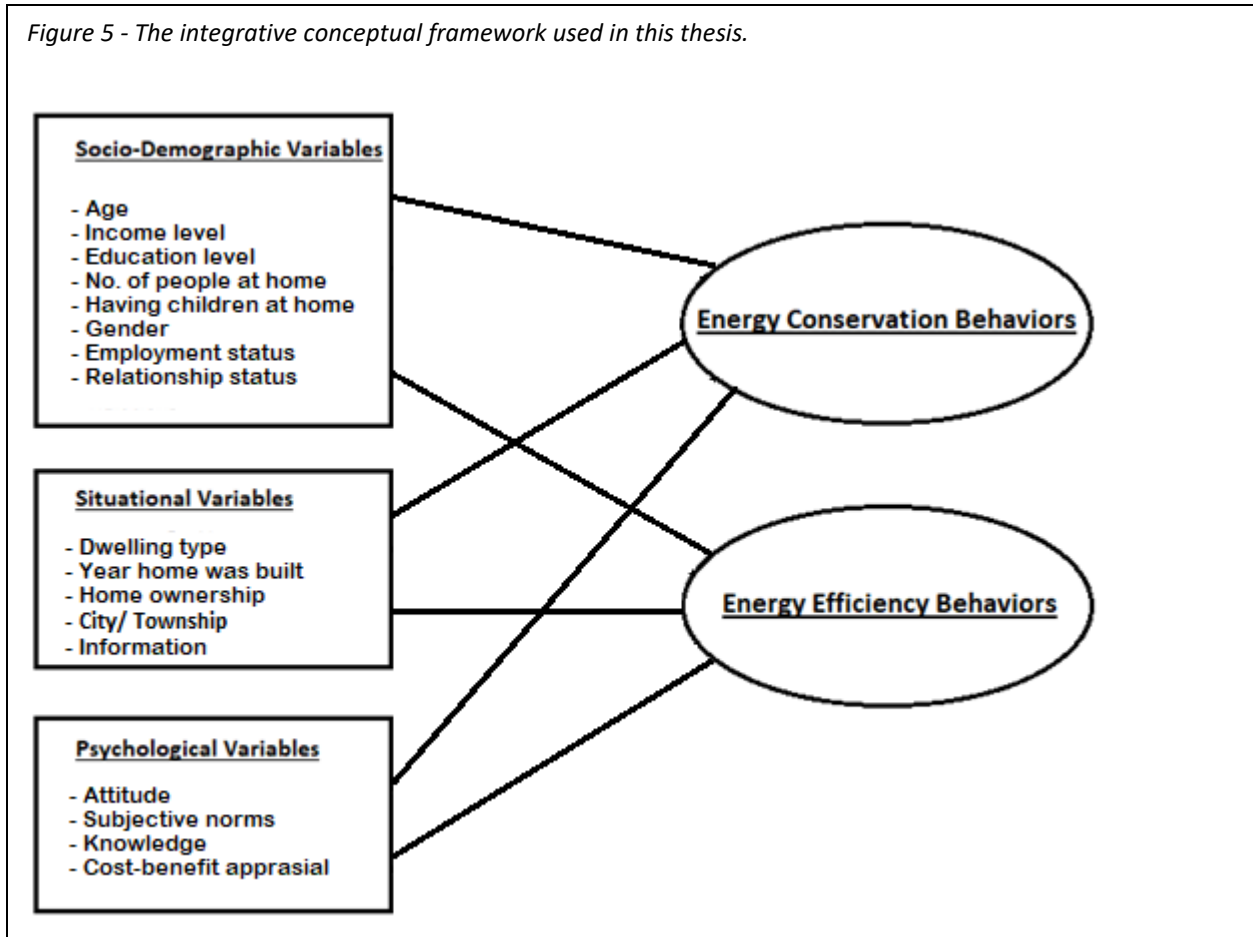 Figure 5 - The integrative conceptual framework used in this thesis.
Socio-Demographic Variables
- Age
- Income level
- Education level
- No. of people at home
- Having children at home
- Gender
- Employment status
- Relationship status
Situational Variables
- Dwelling type
- Year home was built
- Home ownership
- City/ Township
- Information
Psychological Variables
- Attitude
- Subjective norms
- Knowledge
- Cost-benefit apprasial
Energy Conservation Behaviors
Energy Efficiency Behaviors